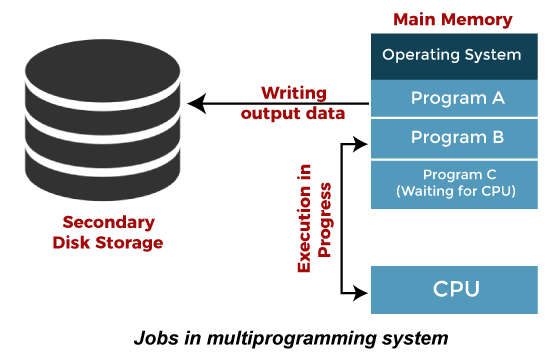 Main Memory
Operating System
Program A
Writing
output data
Program B
Program C
(Waiting for CPU)
Execution in
Progress
Secondary
Disk Storage
CPU
Jobs in multiprogramming system